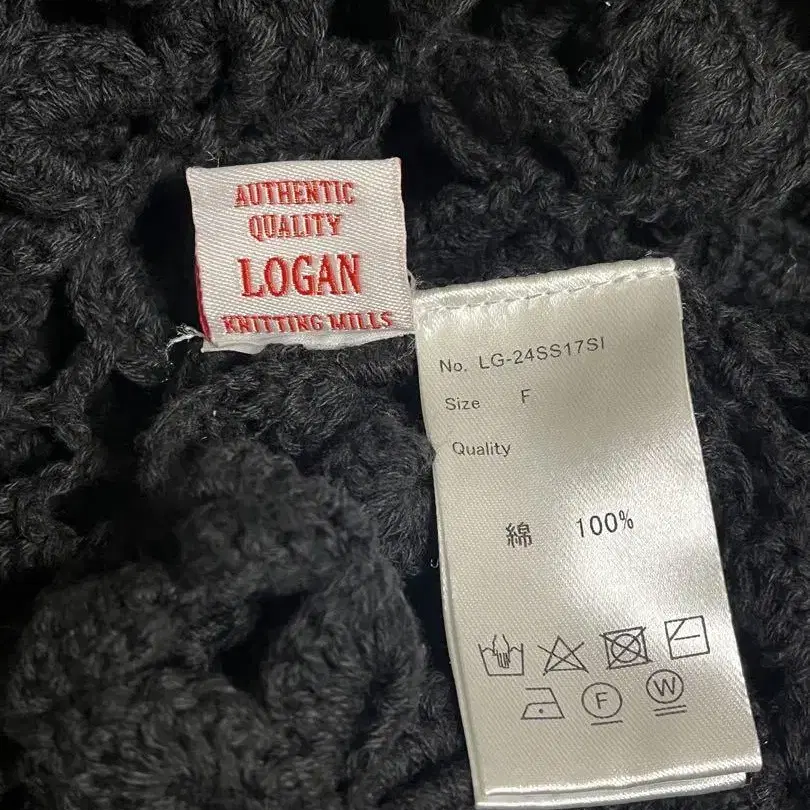 AUTHENTIC
QUALITY
LOGAN
KNITTING MILLS
No. LG-24SS17SI
Size F
Quality
綿 100%
F
W